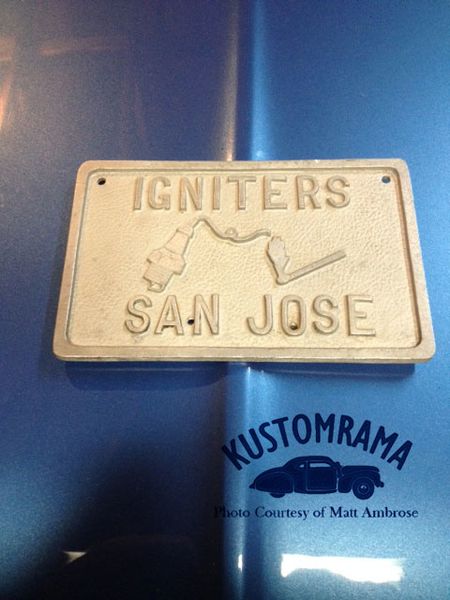 IGNITERS
SAN JOSE
KUSTOMRAMA
Photo Courtesy of Matt Ambrose